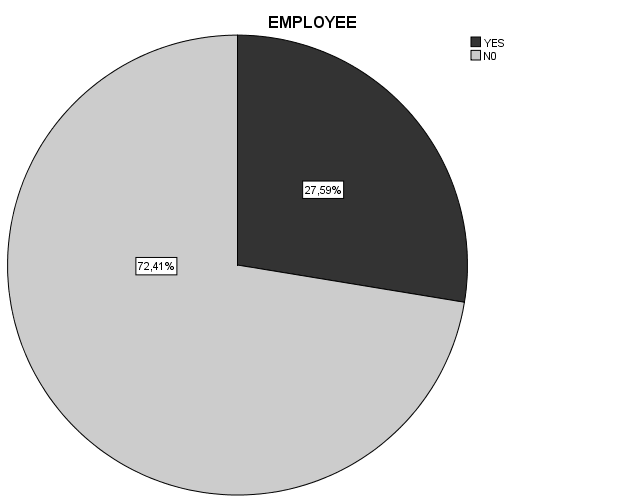 EMPLOYEE
YES
N0
27,59%
72,41%